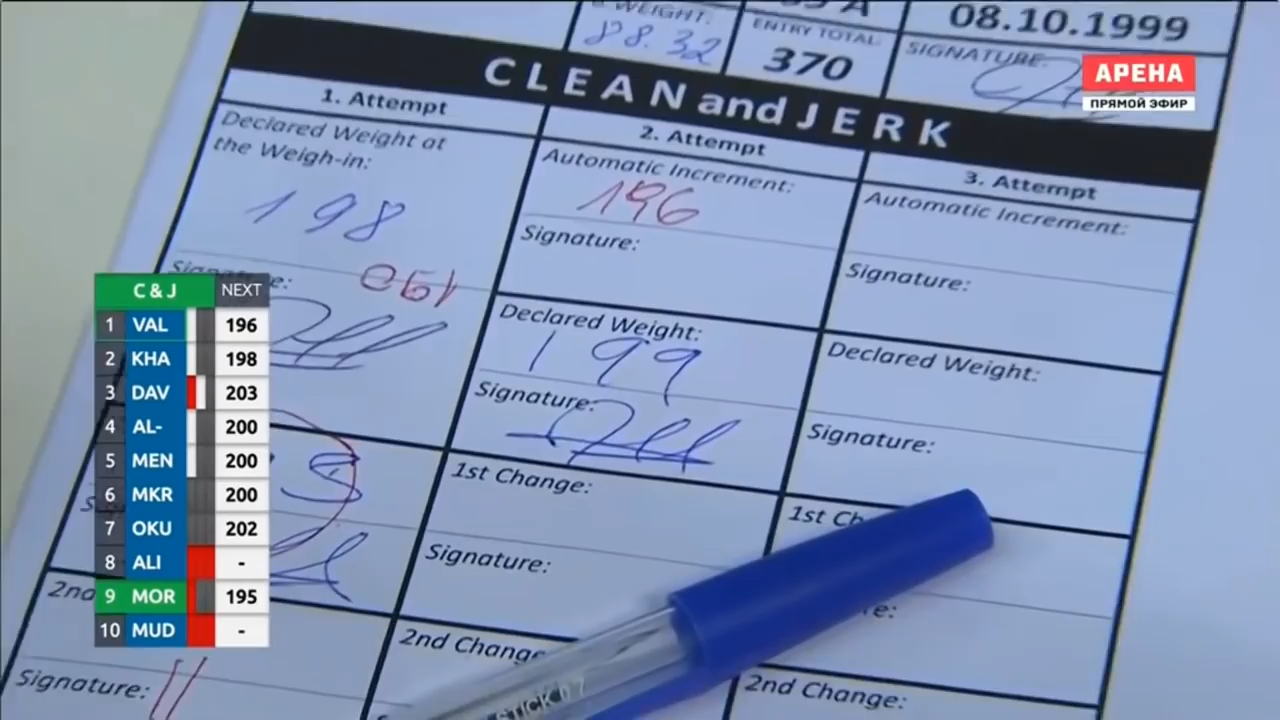 WEIGHT:
88.32
ENTRY TOTAL:
370
08.10.1999
SIGNATURE:
АРЕНА
ПРЯМОЙ ЭФИР
CLEAN and JERK
1. Attempt
2. Attempt
3. Attempt
Declared Weight at
the Weigh-in:
198
Signature:
190
Automatic Increment:
196
Signature:
Declared Weight:
199
Signature:
1st Change:
Signature:
2nd Change
Automatic Increment:
Signature:
Declared Weight:
Signature:
1st Ch
re:
2nd Change:
2nd
Signature:
C & J NEXT
1 VAL 196
2 KHA 198
3 DAV 203
4 AL- 200
5 MEN 200
6 MKR 200
7 OKU 202
8 ALI -
9 MOR 195
10 MUD -
STICK